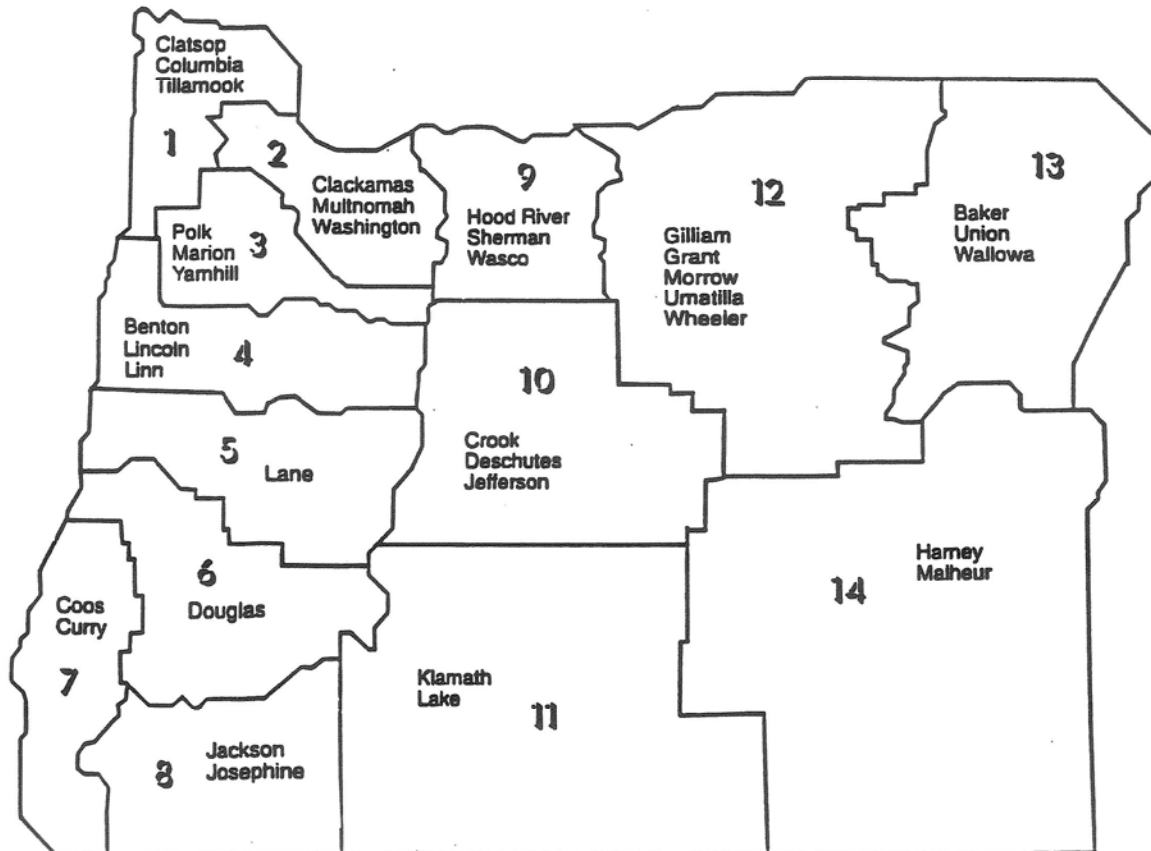 Clatsop
Columbia
Tillamook
1
2
Clackamas
Multnomah
Washington
Polk
Marion
Yamhill
3
Benton
Lincoln
Linn
4
5
Lane
6
Douglas
Coos
Curry
7
8
Jackson
Josephine
9
Hood River
Sherman
Wasco
10
Crook
Deschutes
Jefferson
Klamath
Lake
11
12
Gilliam
Grant
Morrow
Umatilla
Wheeler
13
Baker
Union
Wallowa
Harney
Malheur
14